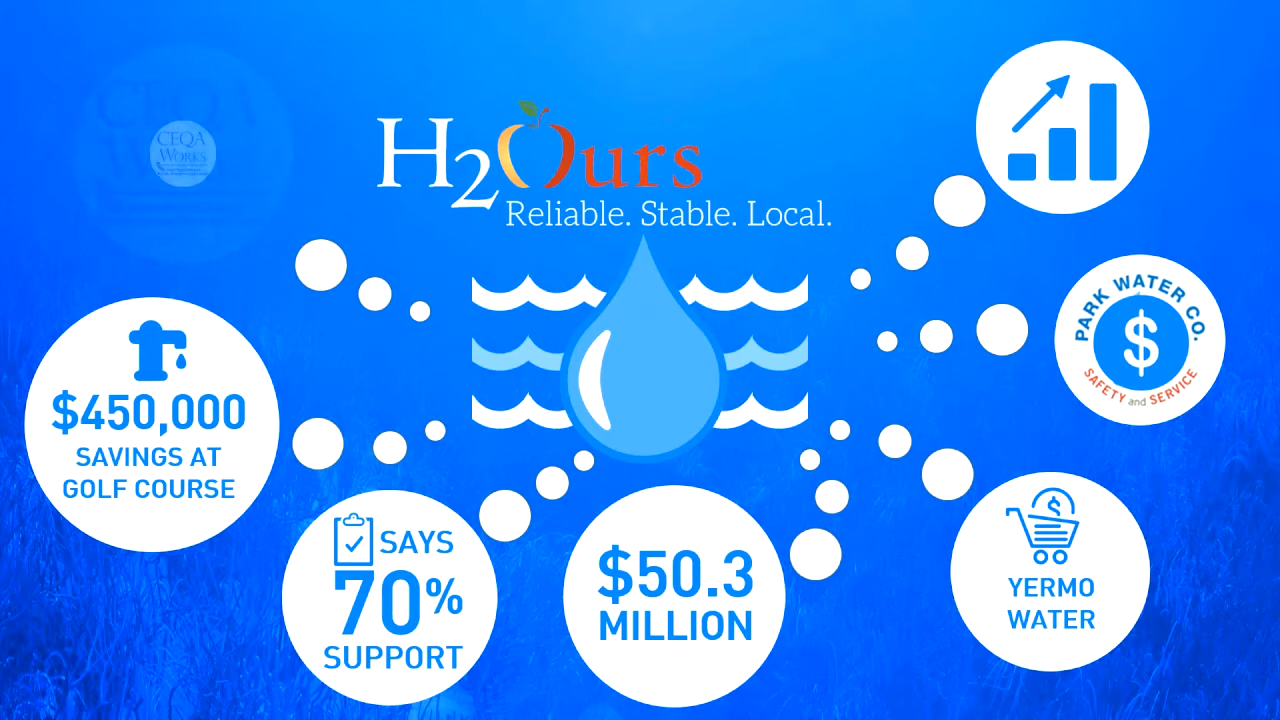 CEQA
WORKS
H2Ours
Reliable. Stable. Local.
PARK WATER CO.
$
SAFETY and SERVICE
$450,000
SAVINGS AT
GOLF COURSE
SAYS
70%
SUPPORT
$50.3
MILLION
$
YERMO
WATER